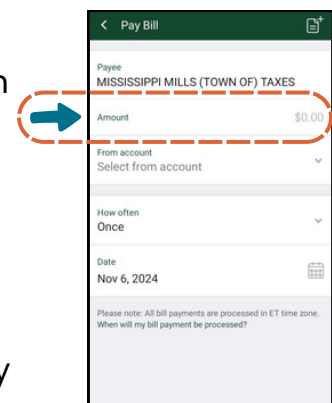 < Pay Bill
Payee
MISSISSIPPI MILLS (TOWN OF) TAXES
Amount $0.00
From account
Select from account
How often
Once
Date
Nov 6, 2024
Please note: All bill payments are processed in ET time zone.
When will my bill payment be processed?